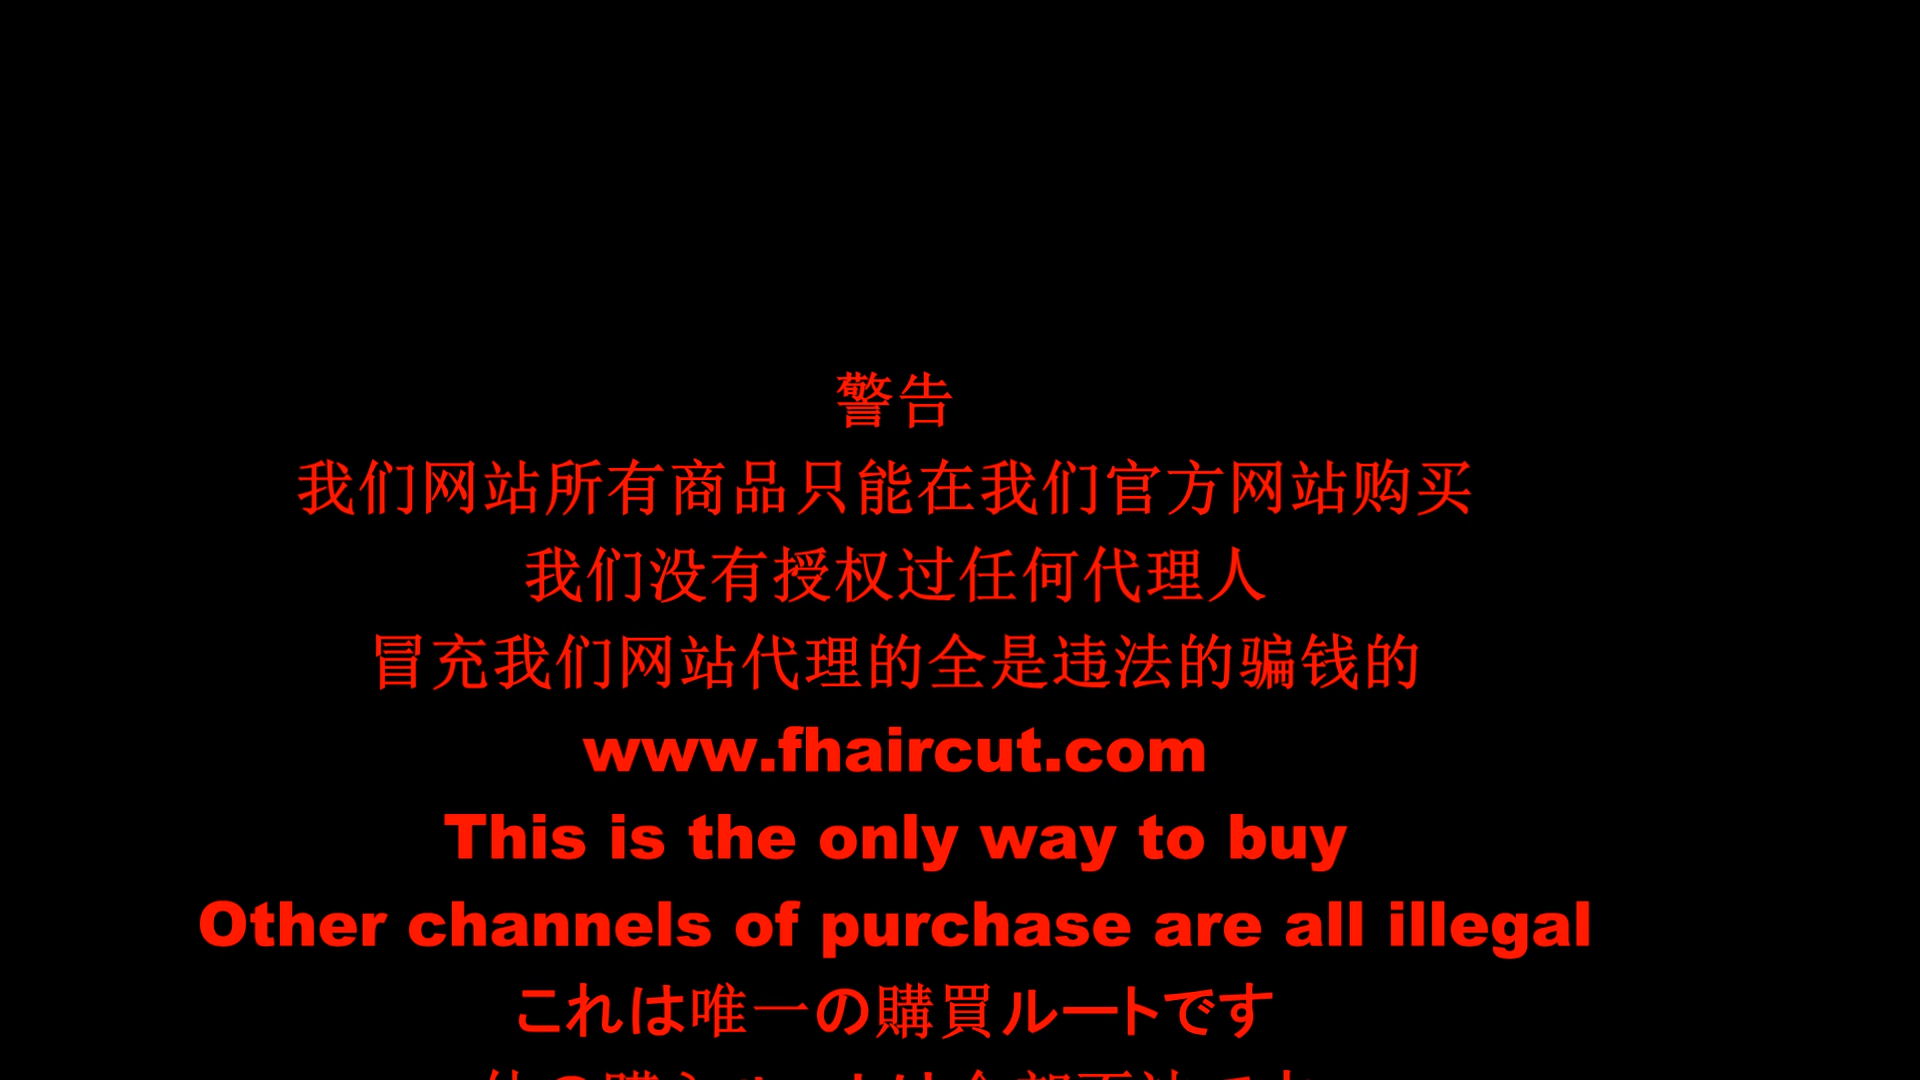 警告
我们网站所有商品只能在我们官方网站购买
我们没有授权过任何代理人
冒充我们网站代理的全是违法的骗钱的
www.fhaircut.com
This is the only way to buy
Other channels of purchase are all illegal
これは唯一の購買ルートです